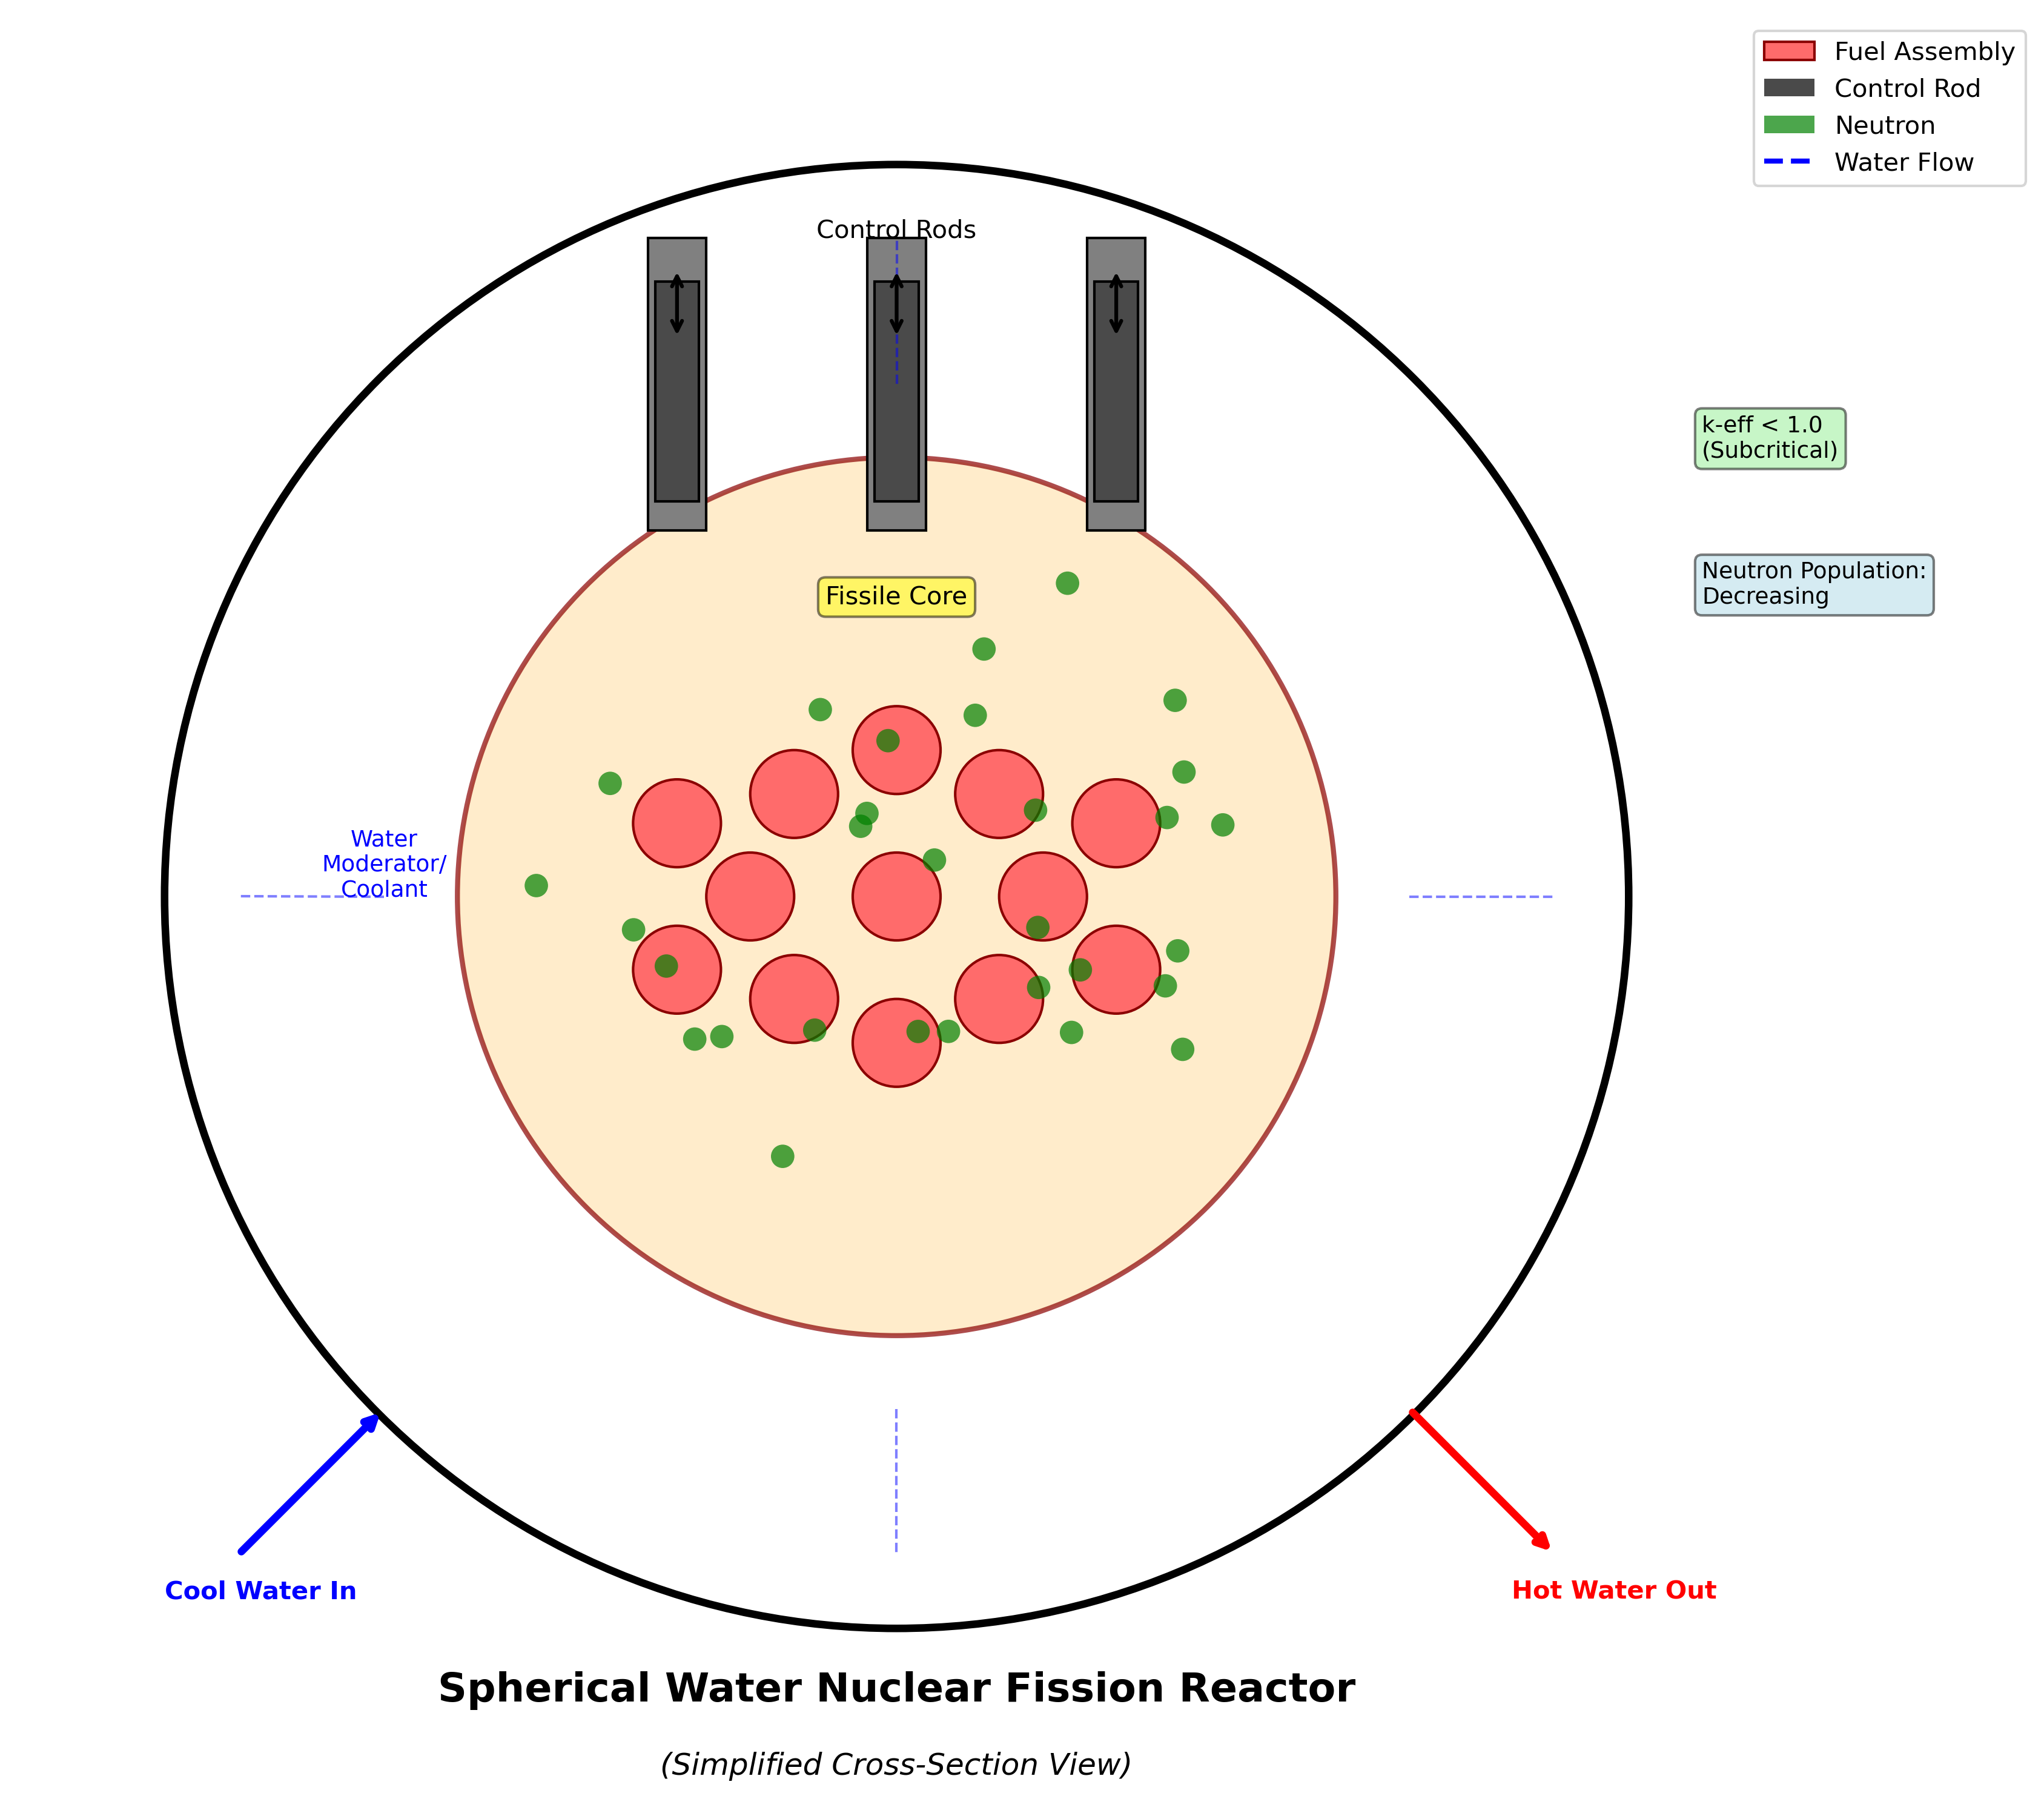 Fuel Assembly
Control Rod
Neutron
Water Flow
Control Rods
k-eff < 1.0
(Subcritical)
Neutron Population:
Decreasing
Fissile Core
Water
Moderator/
Coolant
Cool Water In
Hot Water Out
Spherical Water Nuclear Fission Reactor
(Simplified Cross-Section View)